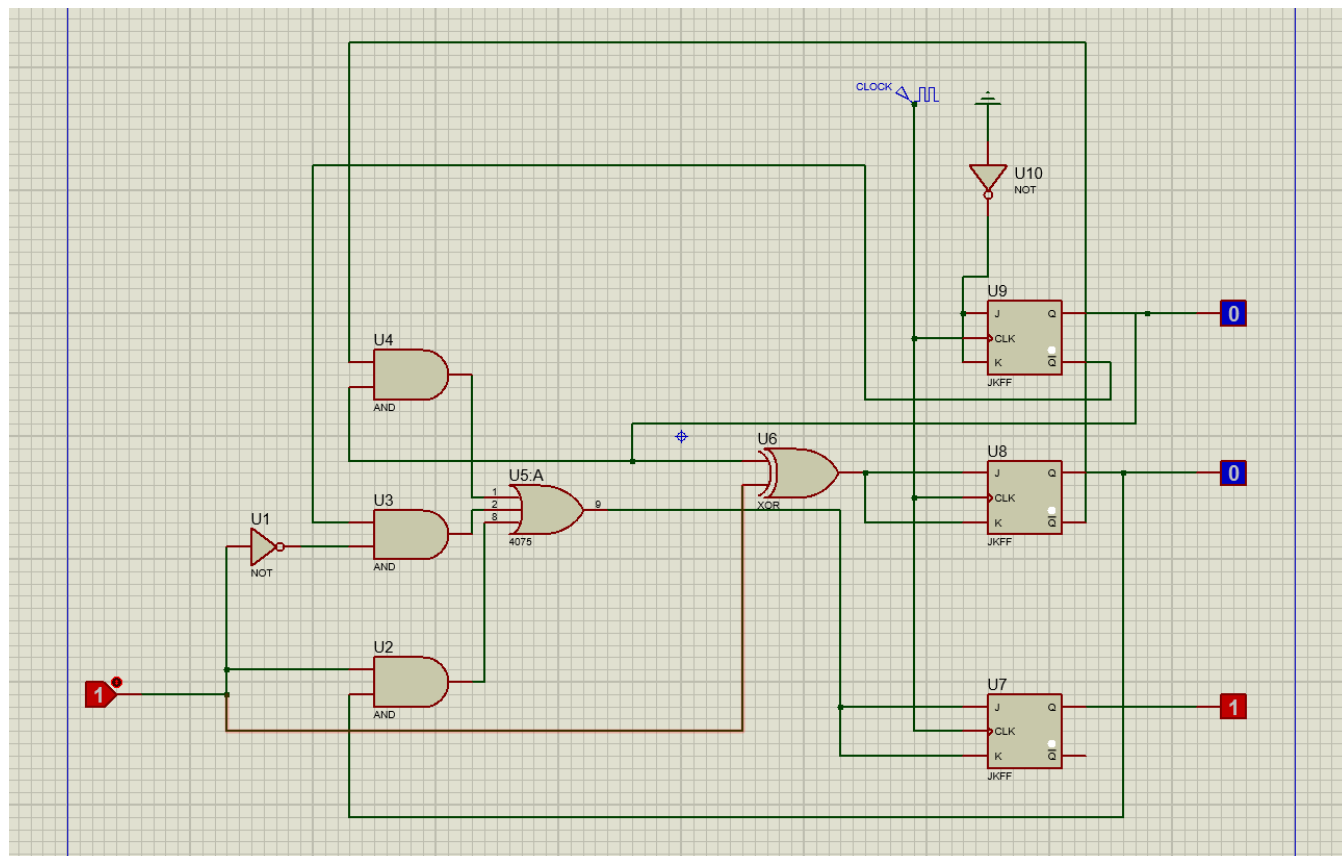 CLOCK
U10
NOT
U9
J Q
CLK
K Q
JKFF
0
U4
AND
U6
XOR
U8
J Q
CLK
K Q
JKFF
0
U5:A
1
2
8
9
4075
U3
AND
U1
NOT
U2
AND
1
U7
J Q
CLK
K Q
JKFF
1